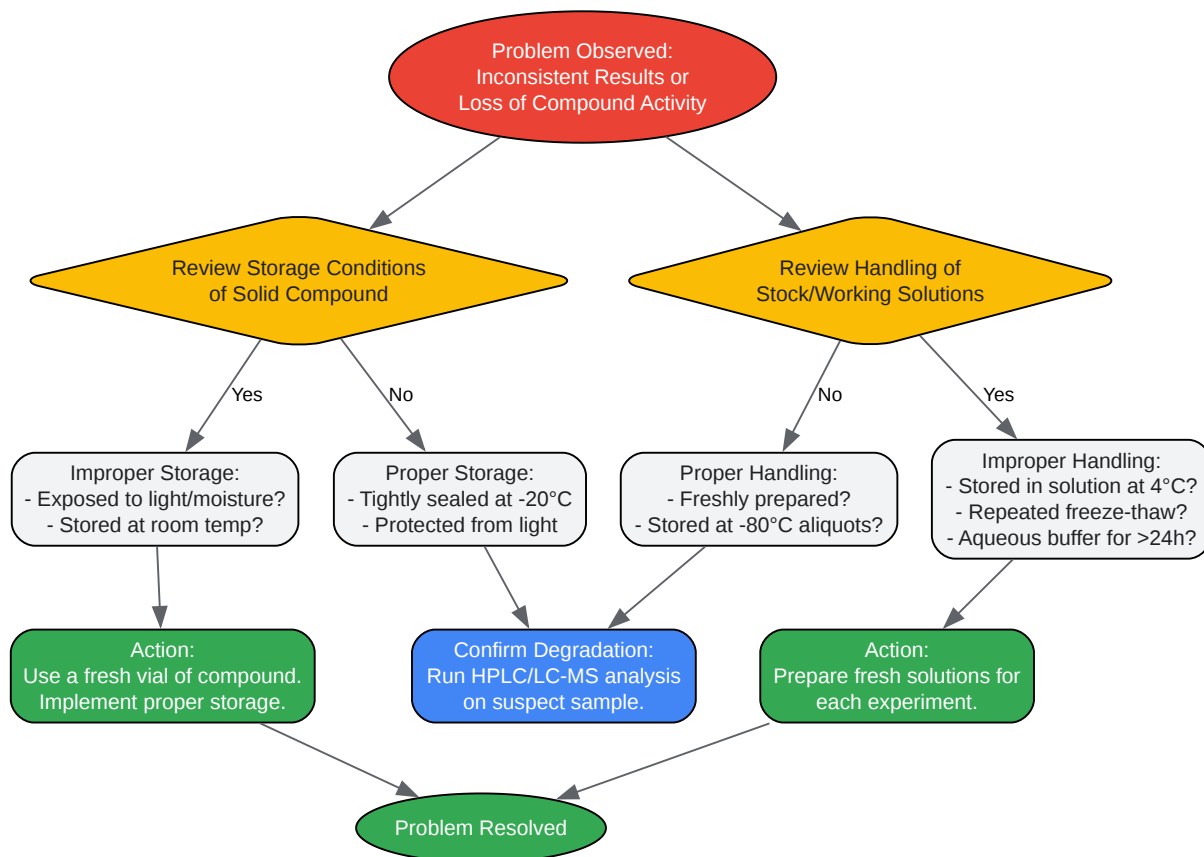 Problem Observed:
Inconsistent Results or
Loss of Compound Activity
Review Storage Conditions
of Solid Compound
Review Handling of
Stock/Working Solutions
Yes
No
No
Yes
Improper Storage:
- Exposed to light/moisture?
- Stored at room temp?
Proper Storage:
- Tightly sealed at -20°C
- Protected from light
Proper Handling:
- Freshly prepared?
- Stored at -80°C aliquots?
Improper Handling:
- Stored in solution at 4°C?
- Repeated freeze-thaw?
- Aqueous buffer for >24h?
Action:
Use a fresh vial of compound.
Implement proper storage.
Confirm Degradation:
Run HPLC/LC-MS analysis
on suspect sample.
Action:
Prepare fresh solutions for
each experiment.
Problem Resolved